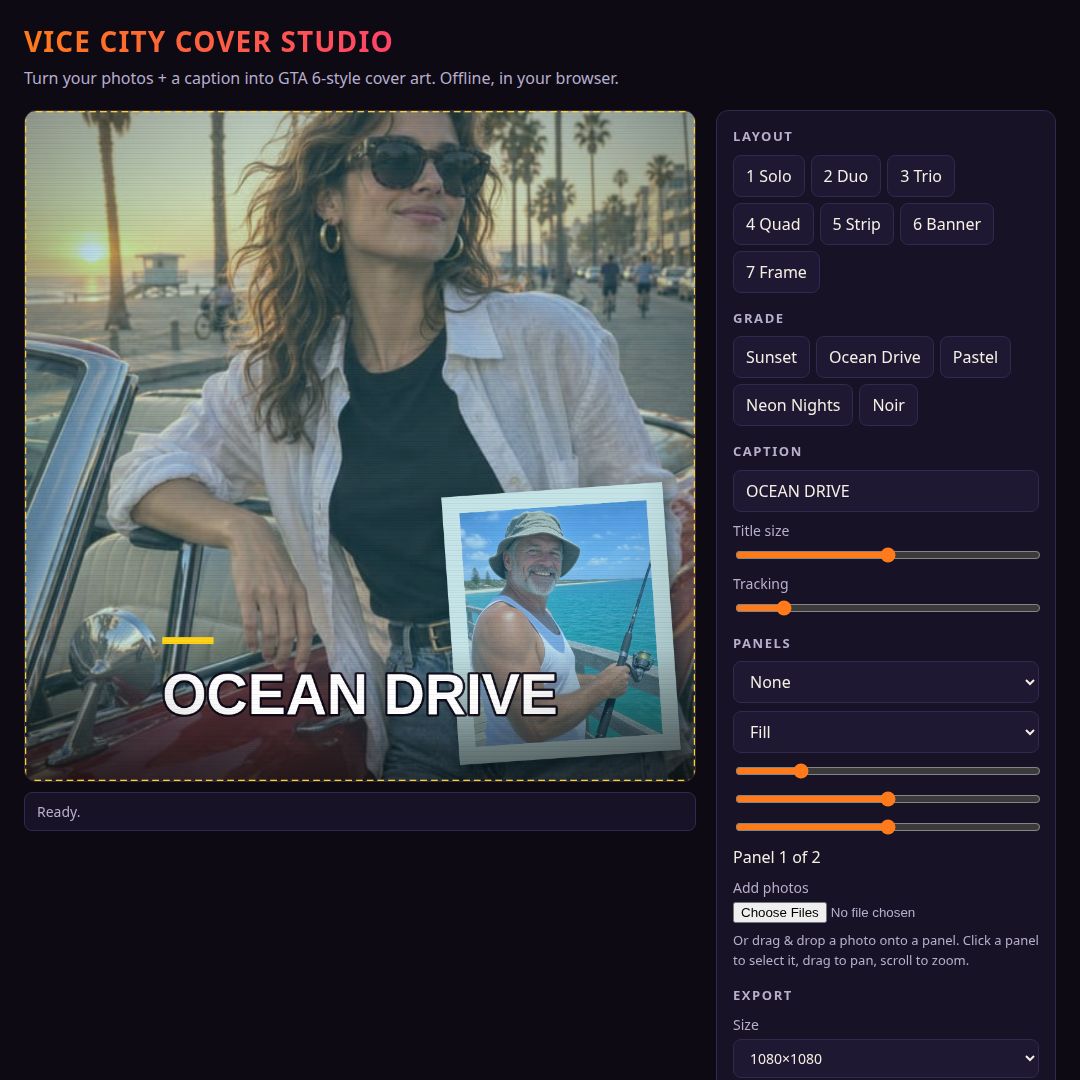 VICE CITY COVER STUDIO
Turn your photos + a caption into GTA 6-style cover art. Offline, in your browser.
OCEAN DRIVE
Ready.
LAYOUT
1 Solo
2 Duo
3 Trio
4 Quad
5 Strip
6 Banner
7 Frame
GRADE
Sunset
Ocean Drive
Pastel
Neon Nights
Noir
CAPTION
OCEAN DRIVE
Title size
Tracking
PANELS
None
Fill
Panel 1 of 2
Add photos
Choose Files No file chosen
Or drag & drop a photo onto a panel. Click a panel
to select it, drag to pan, scroll to zoom.
EXPORT
Size
1080×1080